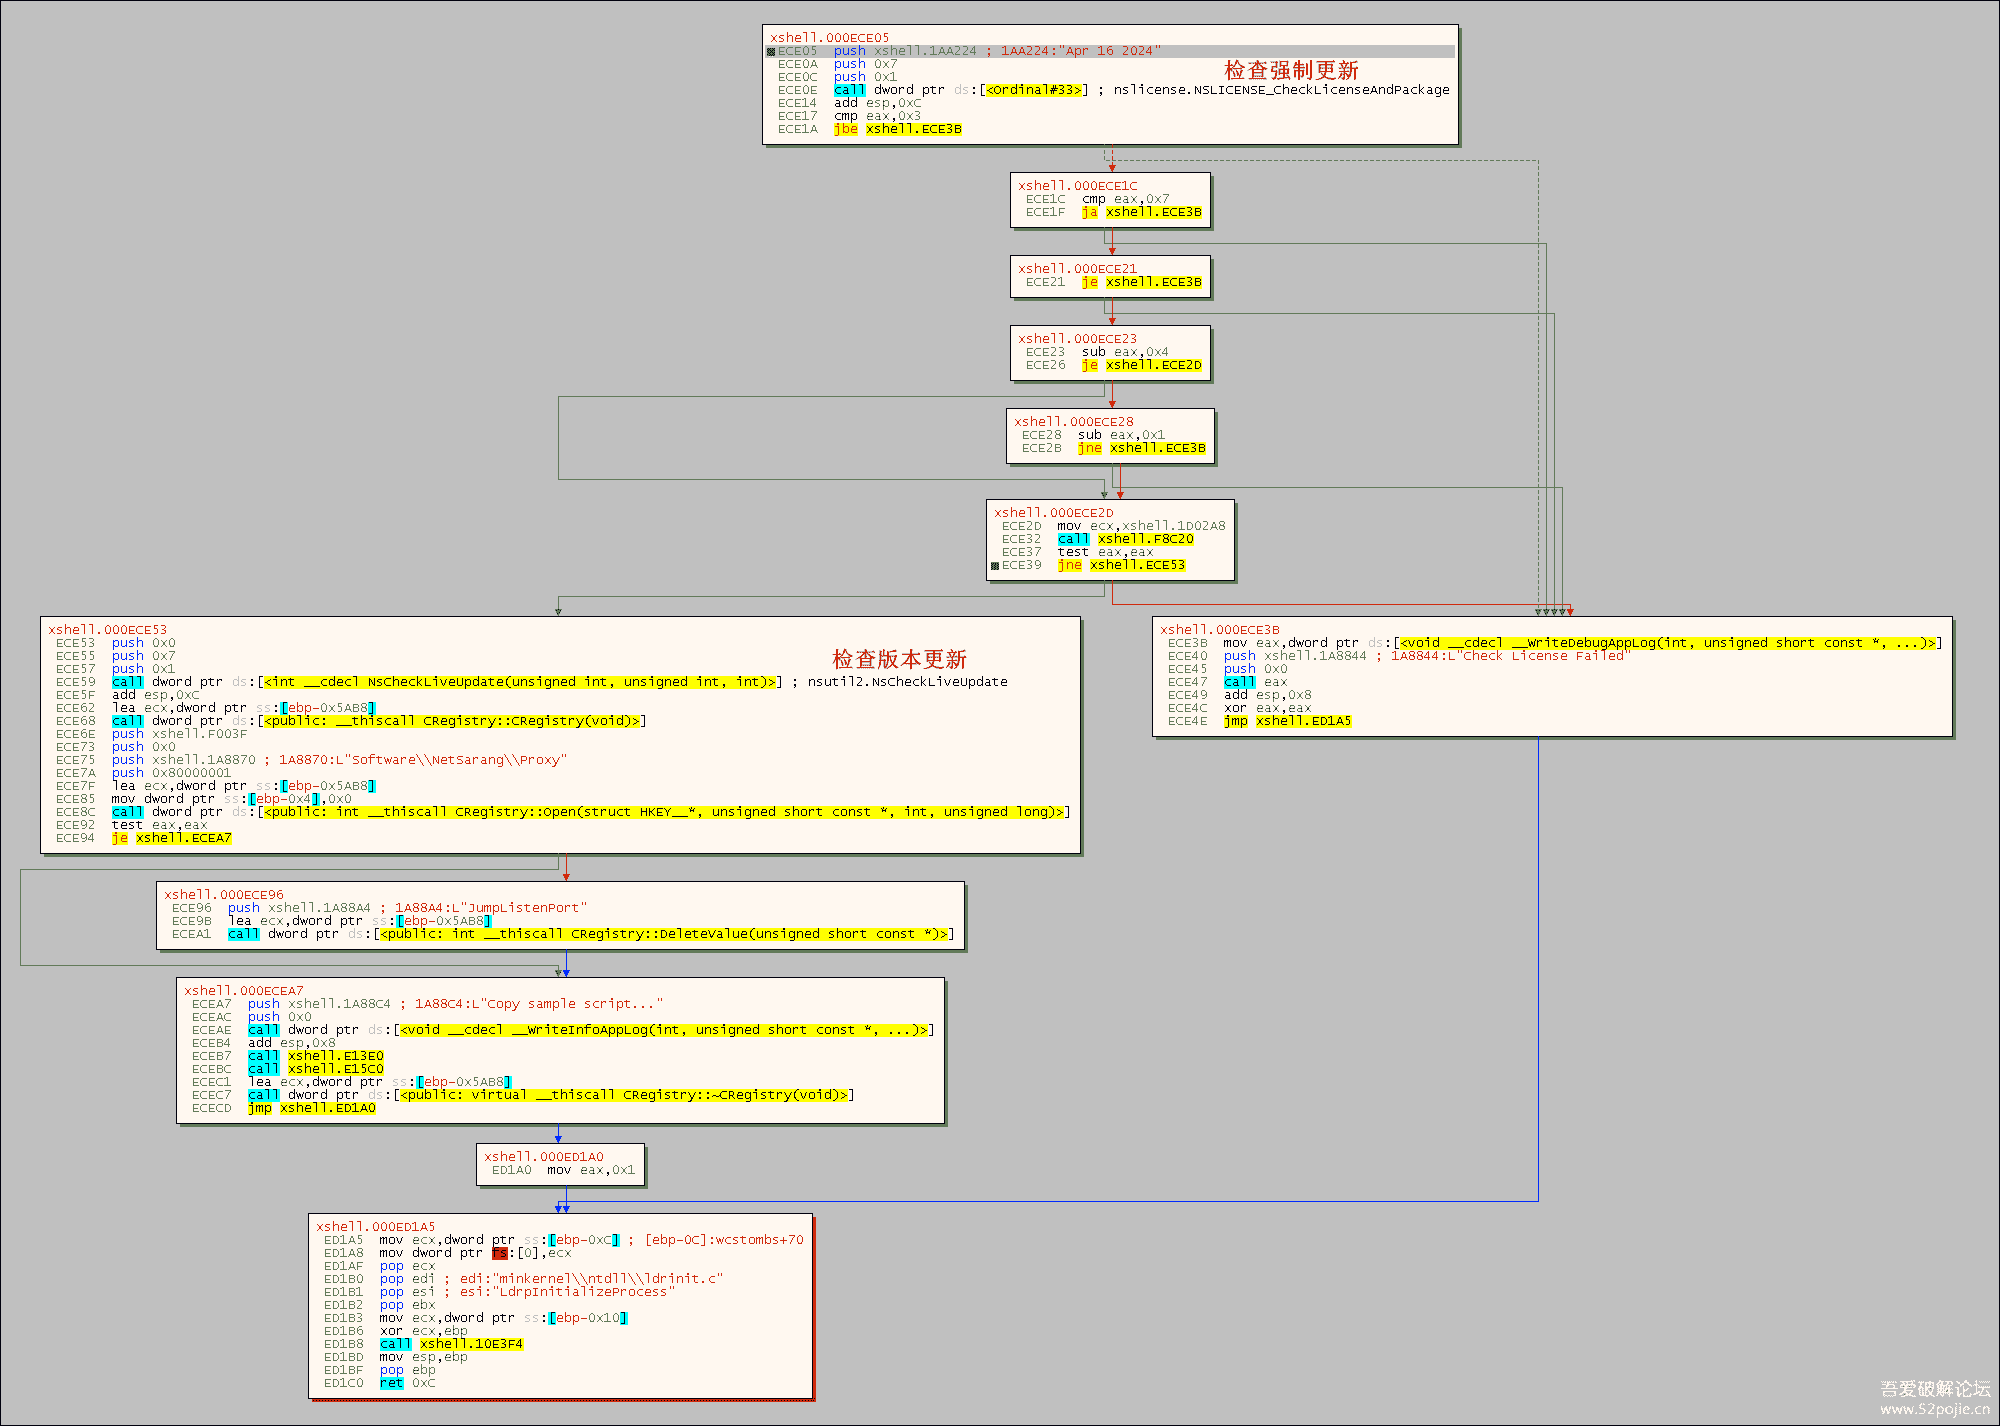 xshell.000ECE05
ECE05 push xshell.1AA224 ; 1AA224:"Apr 16 2024"
ECE0A push 0x7
ECE0C push 0x1
检查强制更新
ECE0E call dword ptr ds:[<Ordinal#33>] ; nslicense.NSLICENSE_CheckLicenseAndPackage
ECE14 add esp,0xC
ECE17 cmp eax,0x3
ECE1A jbe xshell.ECE3B
xshell.000ECE1C
ECE1C cmp eax,0x7
ECE1F ja xshell.ECE3B
xshell.000ECE21
ECE21 je xshell.ECE3B
xshell.000ECE23
ECE23 sub eax,0x4
ECE26 je xshell.ECE2D
xshell.000ECE28
ECE28 sub eax,0x1
ECE2B jne xshell.ECE3B
xshell.000ECE2D
ECE2D mov ecx,xshell.1D02A8
ECE32 call xshell.F8C20
ECE37 test eax,eax
ECE39 jne xshell.ECE53
xshell.000ECE53
ECE53 push 0x0
ECE55 push 0x7
ECE57 push 0x1
检查版本更新
ECE59 call dword ptr ds:[<int __cdecl NsCheckLiveUpdate(unsigned int, unsigned int, int)>] ; nsutil2.NsCheckLiveUpdate
ECE5F add esp,0xC
ECE62 lea ecx,dword ptr ss:[ebp-0x5AB8]
ECE68 call dword ptr ds:[<public: __thiscall CRegistry::CRegistry(void)>]
ECE6E push xshell.F003F
ECE73 push 0x0
ECE75 push xshell.1A8870 ; 1A8870:L"Software\\NetSarang\\Proxy"
ECE7A push 0x80000001
ECE7F lea ecx,dword ptr ss:[ebp-0x5AB8]
ECE85 mov dword ptr ss:[ebp-0x4],0x0
ECE8C call dword ptr ds:[<public: int __thiscall CRegistry::Open(struct HKEY__*, unsigned short const *, int, unsigned long)>]
ECE92 test eax,eax
ECE94 je xshell.ECEA7
xshell.000ECE3B
ECE3B mov eax,dword ptr ds:[<void __cdecl __WriteDebugAppLog(int, unsigned short const *, ...)>]
ECE40 push xshell.1A8844 ; 1A8844:L"Check License Failed"
ECE45 push 0x0
ECE47 call eax
ECE49 add esp,0x8
ECE4C xor eax,eax
ECE4E jmp xshell.ED1A5
xshell.000ECE96
ECE96 push xshell.1A88A4 ; 1A88A4:L"JumpListenPort"
ECE9B lea ecx,dword ptr ss:[ebp-0x5AB8]
ECEA1 call dword ptr ds:[<public: int __thiscall CRegistry::DeleteValue(unsigned short const *)>]
xshell.000ECEA7
ECEA7 push xshell.1A88C4 ; 1A88C4:L"Copy sample script..."
ECEAC push 0x0
ECEAE call dword ptr ds:[<void __cdecl __WriteInfoAppLog(int, unsigned short const *, ...)>]
ECEB4 add esp,0x8
ECEB7 call xshell.E13E0
ECEBC call xshell.E15C0
ECEC1 lea ecx,dword ptr ss:[ebp-0x5AB8]
ECEC7 call dword ptr ds:[<public: virtual __thiscall CRegistry::~CRegistry(void)>]
ECECD jmp xshell.ED1A0
xshell.000ED1A0
ED1A0 mov eax,0x1
xshell.000ED1A5
ED1A5 mov ecx,dword ptr ss:[ebp-0xC] ; [ebp-0C]:wcstombs+70
ED1A8 mov dword ptr fs:[0],ecx
ED1AF pop ecx
ED1B0 pop edi ; edi:"minkernel\\ntdll\\ldrinit.c"
ED1B1 pop esi ; esi:"LdrpInitializeProcess"
ED1B2 pop ebx
ED1B3 mov ecx,dword ptr ss:[ebp-0x10]
ED1B6 xor ecx,ebp
ED1B8 call xshell.10E3F4
ED1BD mov esp,ebp
ED1BF pop ebp
ED1C0 ret 0xC
吾爱破解论坛
www.52pojie.cn